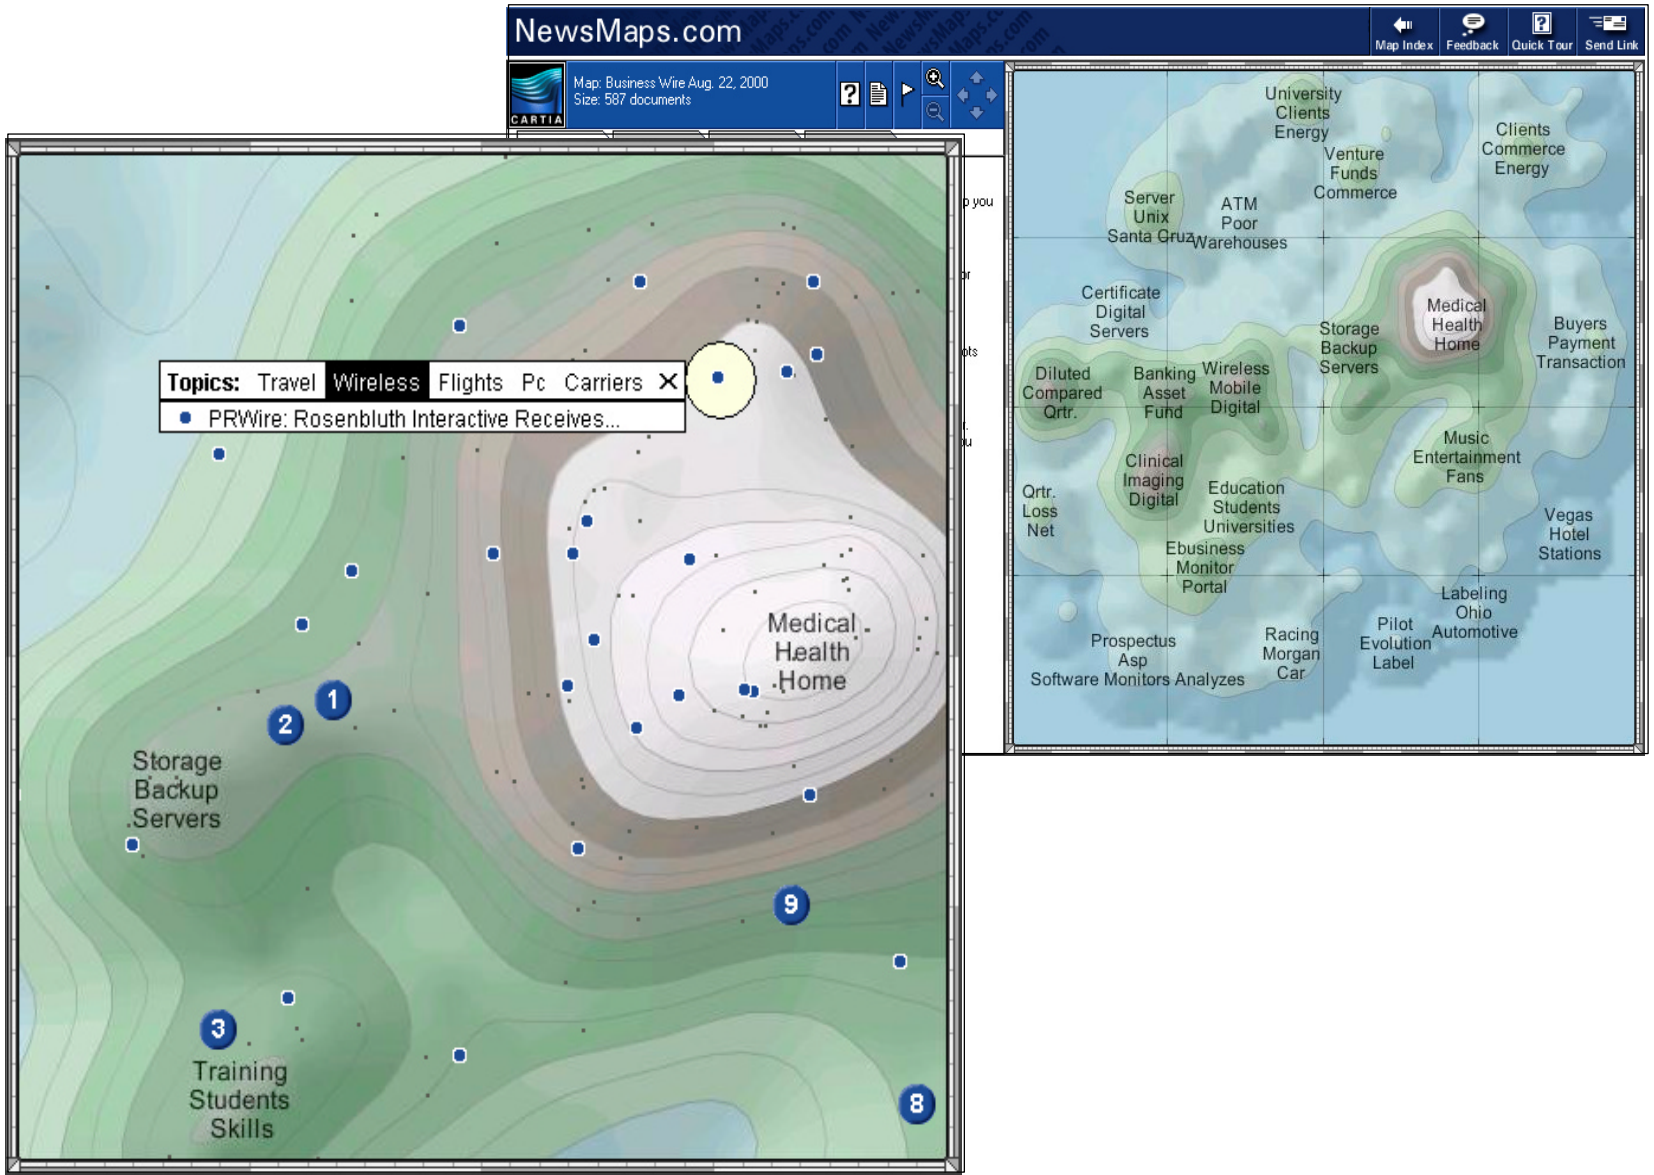 NewsMaps.com
Map Index
Feedback
Quick Tour
Send Link
CARTIA
Map: Business Wire Aug. 22, 2000
Size: 587 documents
p you
or
ots
r.
u
Topics: Travel Wireless Flights Pc Carriers X
PRWire: Rosenbluth Interactive Receives...
Medical
Health
Home
1
2
Storage
Backup
Servers
9
3
Training
Students
Skills
8
University
Clients
Energy
Clients
Commerce
Energy
Venture
Funds
Commerce
Server
Unix
Santa Cruz
ATM
Poor
Warehouses
Certificate
Digital
Servers
Medical
Health
Home
Storage
Backup
Servers
Buyers
Payment
Transaction
Diluted
Compared
Qrtr.
Banking
Asset
Fund
Wireless
Mobile
Digital
Music
Entertainment
Fans
Clinical
Imaging
Digital
Qrtr.
Loss
Net
Education
Students
Universities
Vegas
Hotel
Stations
Ebusiness
Monitor
Portal
Labeling
Ohio
Automotive
Pilot
Evolution
Label
Prospectus
Asp
Software Monitors Analyzes
Racing
Morgan
Car